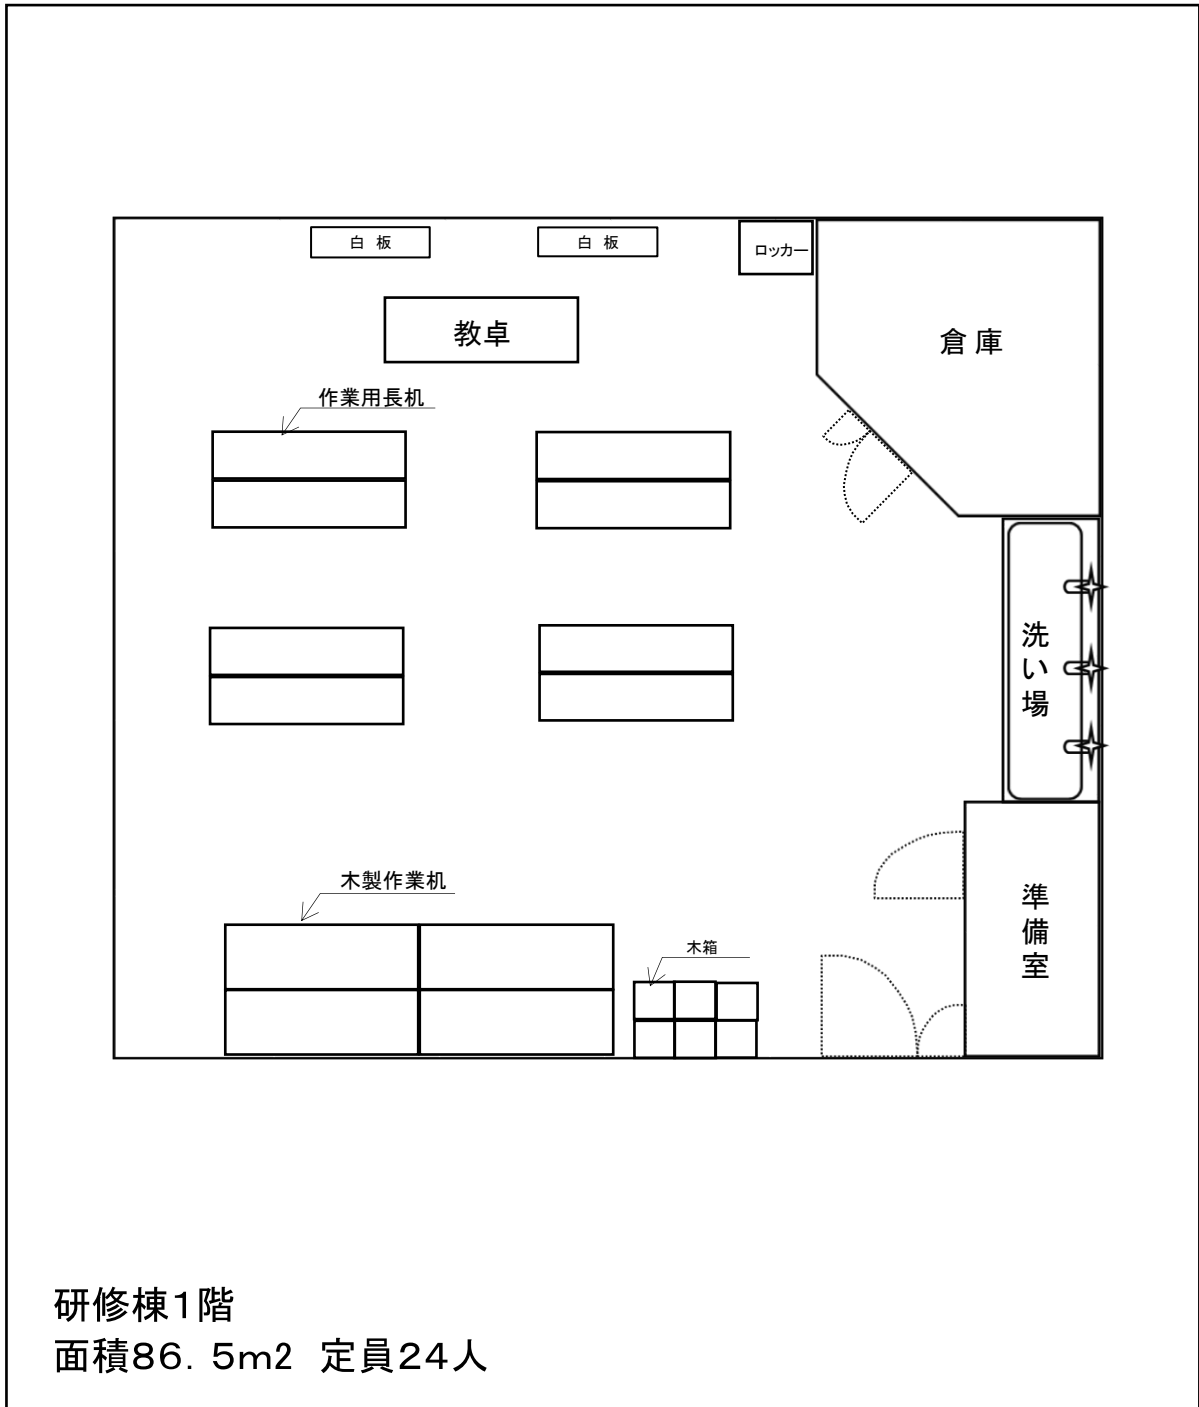 白 板
白 板
ロッカー
教卓
倉 庫
作業用長机
洗い場
木製作業机
準備室
木箱
研修棟１階
面積８６．５ｍ２　定員２４人